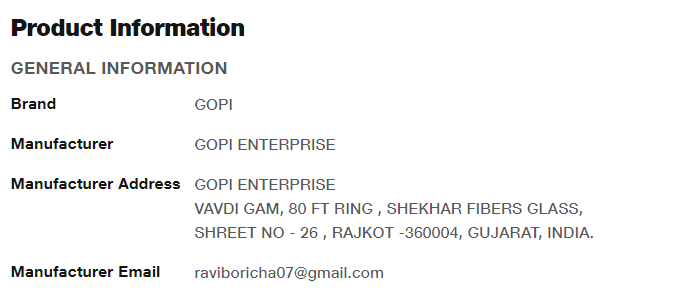 Product Information
GENERAL INFORMATION
Brand GOPI
Manufacturer GOPI ENTERPRISE
Manufacturer Address GOPI ENTERPRISE
VAVDI GAM, 80 FT RING , SHEKHAR FIBERS GLASS,
SHREET NO - 26 , RAJKOT -360004, GUJARAT, INDIA.
Manufacturer Email raviboricha07@gmail.com